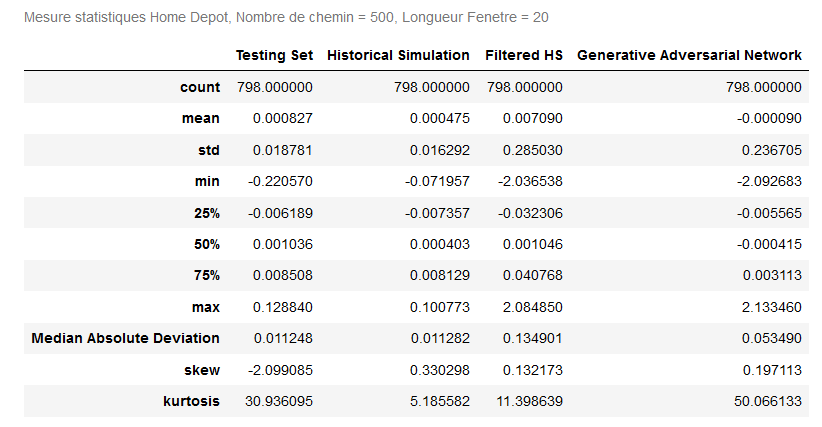 Mesure statistiques Home Depot, Nombre de chemin = 500, Longueur Fenetre = 20
Testing Set Historical Simulation Filtered HS Generative Adversarial Network
count 798.000000 798.000000 798.000000 798.000000
mean 0.000827 0.000475 0.007090 -0.000090
std 0.018781 0.016292 0.285030 0.236705
min -0.220570 -0.071957 -2.036538 -2.092683
25% -0.006189 -0.007357 -0.032306 -0.005565
50% 0.001036 0.000403 0.001046 -0.000415
75% 0.008508 0.008129 0.040768 0.003113
max 0.128840 0.100773 2.084850 2.133460
Median Absolute Deviation 0.011248 0.011282 0.134901 0.053490
skew -2.099085 0.330298 0.132173 0.197113
kurtosis 30.936095 5.185582 11.398639 50.066133